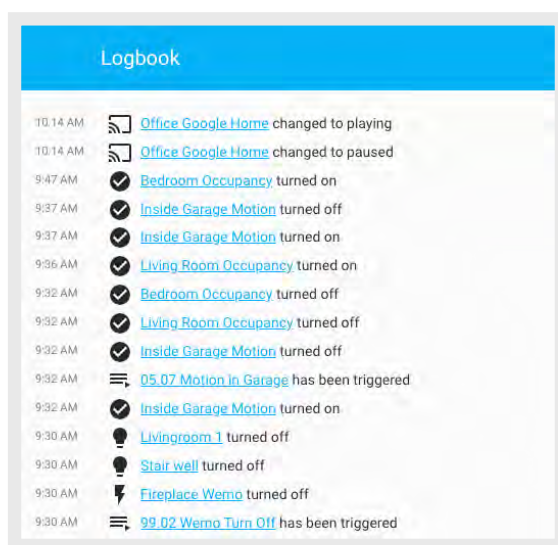 Logbook
10:14 AM Office Google Home changed to playing
10:14 AM Office Google Home changed to paused
9:47 AM Bedroom Occupancy turned on
9:37 AM Inside Garage Motion turned off
9:37 AM Inside Garage Motion turned on
9:36 AM Living Room Occupancy turned on
9:32 AM Bedroom Occupancy turned off
9:32 AM Living Room Occupancy turned off
9:32 AM Inside Garage Motion turned off
9:32 AM 05.07 Motion in Garage has been triggered
9:32 AM Inside Garage Motion turned on
9:30 AM Livingroom 1 turned off
9:30 AM Stair well turned off
9:30 AM Fireplace Wemo turned off
9:30 AM 99.02 Wemo Turn Off has been triggered